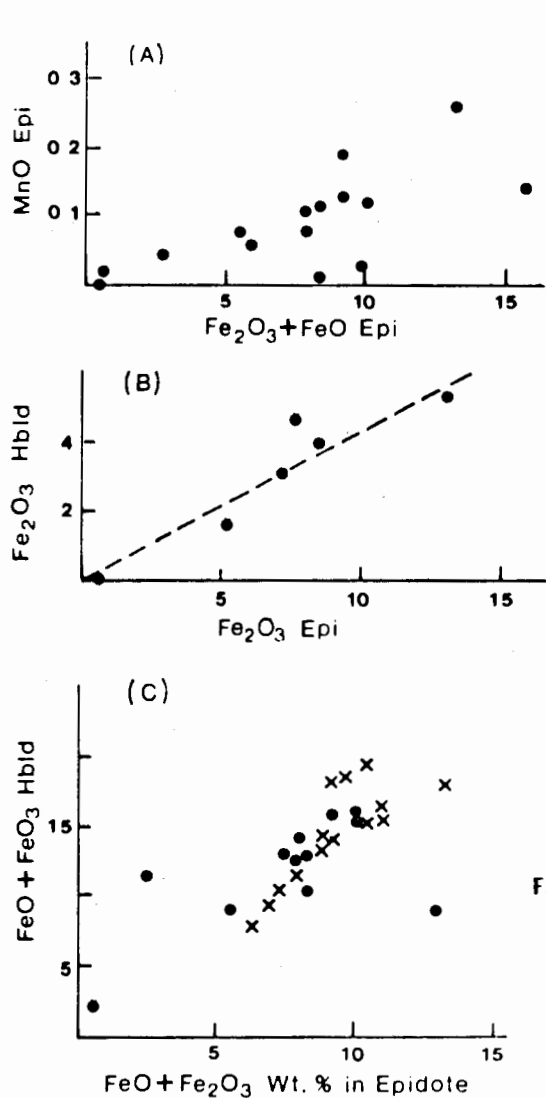 (A)
MnO Epi
0 3
0 2
0 1
5
10
15
Fe₂O₃+FeO Epi
(B)
Fe₂O₃ Hbld
4
2
5
10
15
Fe₂O₃ Epi
(C)
FeO+FeO₃ Hbld
15
5
F
5
10
15
FeO+Fe₂O₃ Wt.% in Epidote